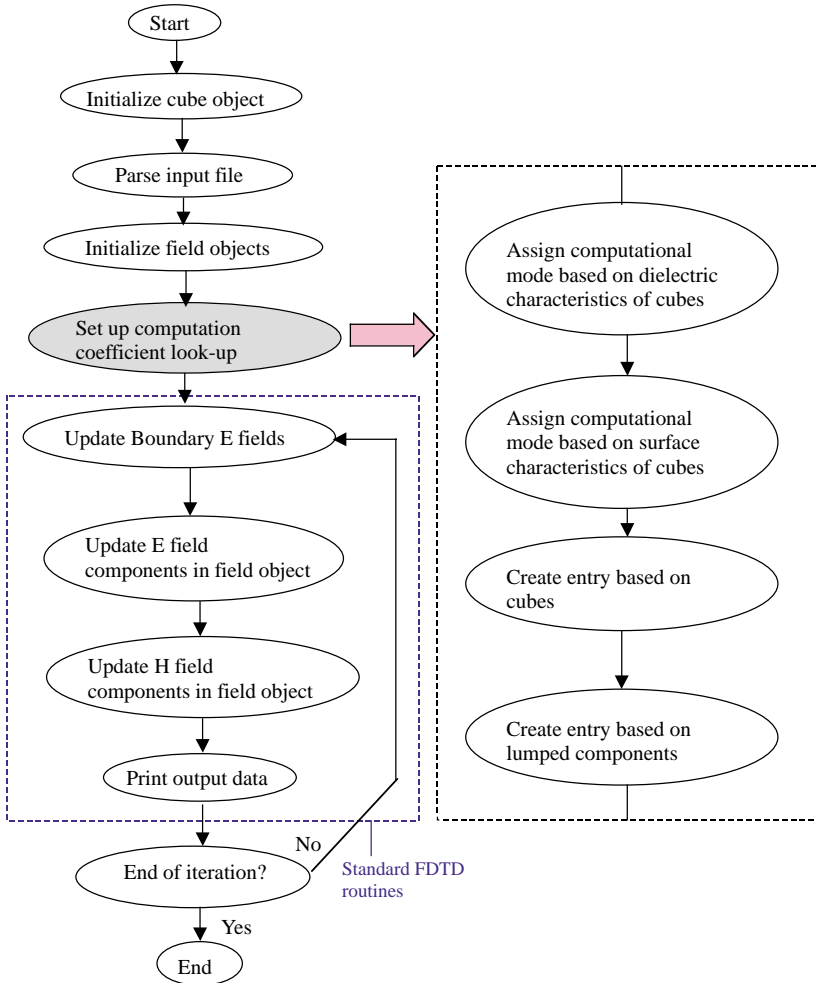 Start
Initialize cube object
Parse input file
Initialize field objects
Set up computation
coefficient look-up
Update Boundary E fields
Update E field
components in field object
Update H field
components in field object
Print output data
No
End of iteration?
Standard FDTD
routines
Yes
End
Assign computational
mode based on dielectric
characteristics of cubes
Assign computational
mode based on surface
characteristics of cubes
Create entry based on
cubes
Create entry based on
lumped components